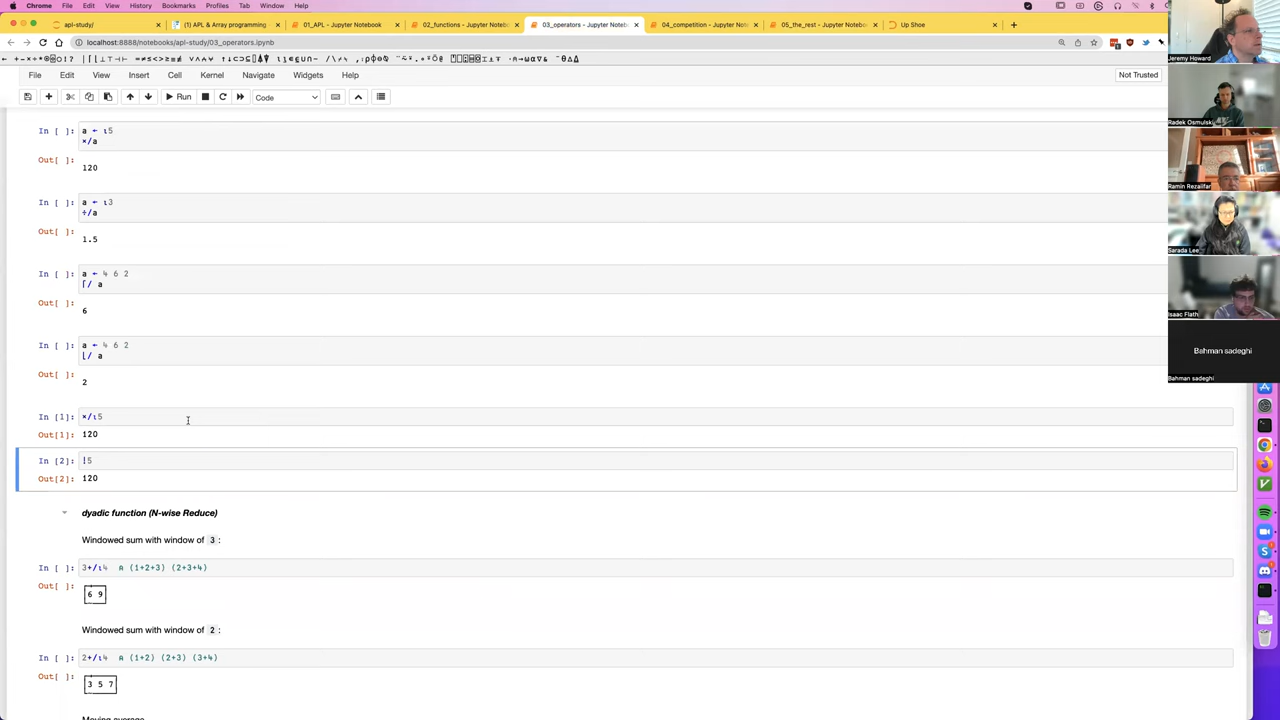 Chrome File Edit View History Bookmarks Profiles Tab Window Help
apl-study/ (1) APL & Array programming 01_APL - Jupyter Notebook 02_functions - Jupyter Notebook 03_operators - Jupyter Notebook 04_competition - Jupyter Notebook 05_the_rest - Jupyter Notebook Up Shoe
localhost:8888/notebooks/apl-study/03_operators.ipynb
File Edit View Insert Cell Kernel Navigate Widgets Help Not Trusted
Run Code
In [ ]: a ← ⍳5
×/a
Out[ ]:
120
In [ ]: a ← ⍳3
÷/a
Out[ ]:
1.5
In [ ]: a ← 4 6 2
⌈/ a
Out[ ]:
6
In [ ]: a ← 4 6 2
⌊/ a
Out[ ]:
2
In [1]: ×/⍳5
Out[1]: 120
In [2]: !5
Out[2]: 120
dyadic function (N-wise Reduce)
Windowed sum with window of 3 :
In [ ]: 3+/⍳4 ⍝ (1+2+3) (2+3+4)
Out[ ]:
6 9
Windowed sum with window of 2 :
In [ ]: 2+/⍳4 ⍝ (1+2) (2+3) (3+4)
Out[ ]:
3 5 7
Moving average
Jeremy Howard
Radek Osmulski
Ramin Rezaiifar
Sarada Lee
Isaac Flath
Bahman sadeghi
Bahman sadeghi